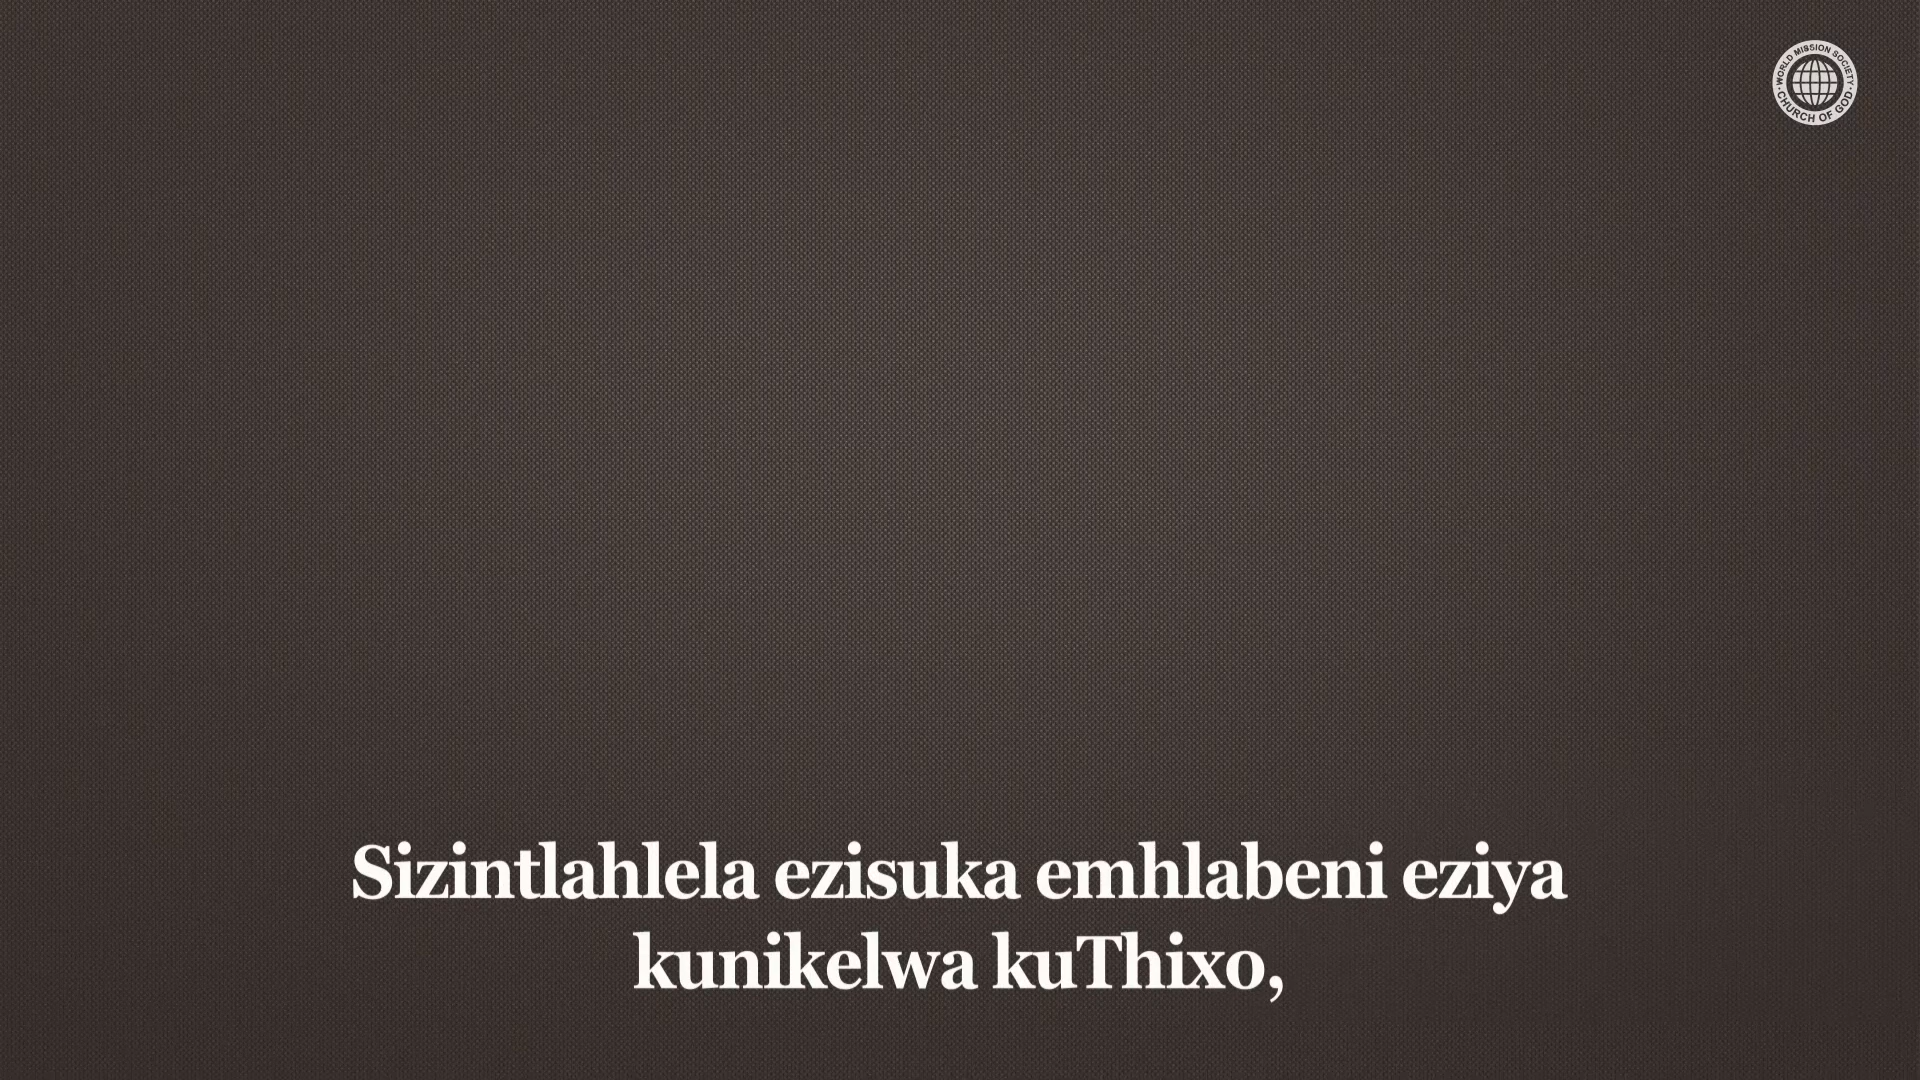 WORLD MISSION SOCIETY
CHURCH OF GOD
Sizintlahlela ezisuka emhlabeni eziya
kunikelwa kuThixo,